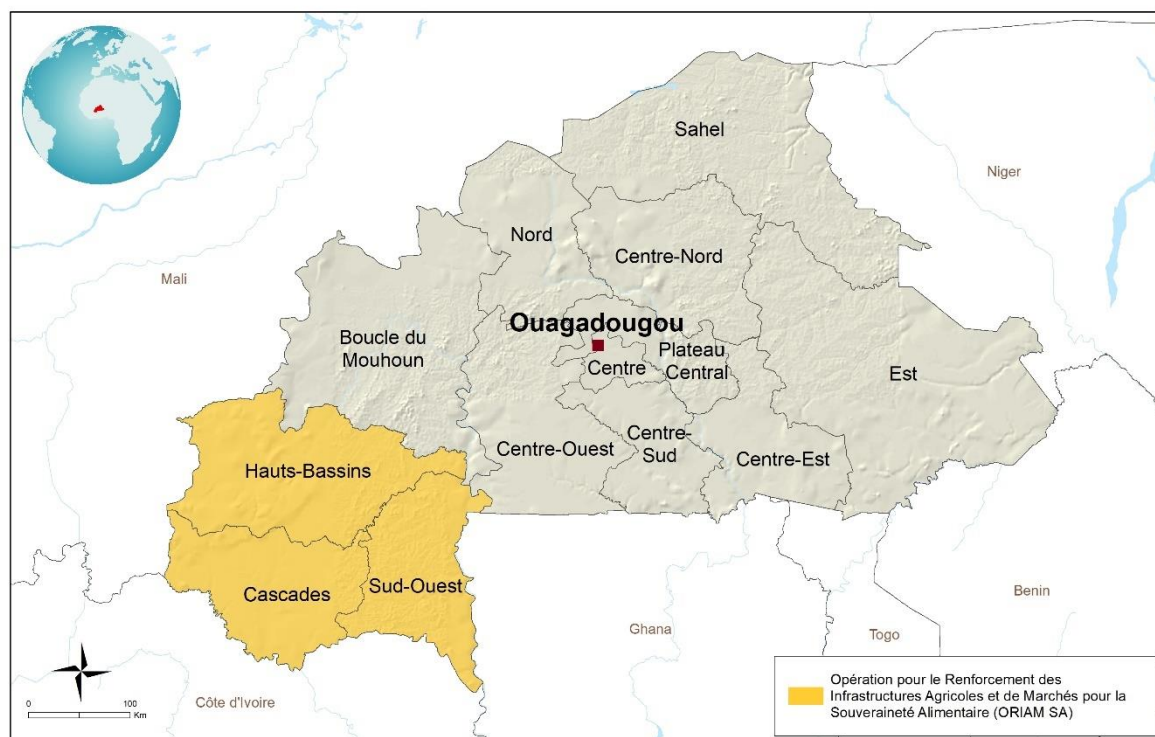 Sahel
Niger
Nord
Centre-Nord
Mali
Ouagadougou
Boucle du
Mouhoun
Plateau
Central
Centre
Est
Centre-Ouest
Centre-
Sud
Centre-Est
Hauts-Bassins
Cascades
Sud-Ouest
Benin
Ghana
Togo
Côte d'Ivoire
0 100
Km
Opération pour le Renforcement des
Infrastructures Agricoles et de Marchés pour la
Souveraineté Alimentaire (ORIAM SA)